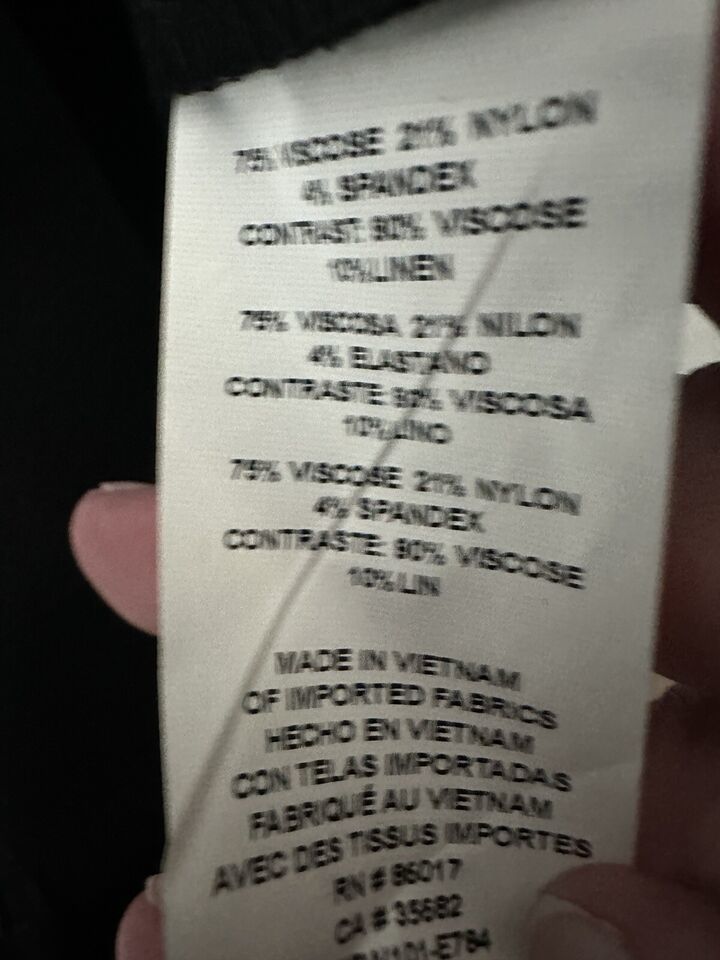 75% VISCOSE 21% NYLON
4% SPANDEX
CONTRAST: 90% VISCOSE
10% LINEN
75% VISCOSA 21% NILON
4% ELASTANO
CONTRASTE: 90% VISCOSA
10% LINO
75% VISCOSE 21% NYLON
4% SPANDEX
CONTRASTE: 90% VISCOSE
10% LIN
MADE IN VIETNAM
OF IMPORTED FABRICS
HECHO EN VIETNAM
CON TELAS IMPORTADAS
FABRIQUÉ AU VIETNAM
AVEC DES TISSUS IMPORTES
RN # 86017
CA # 35682